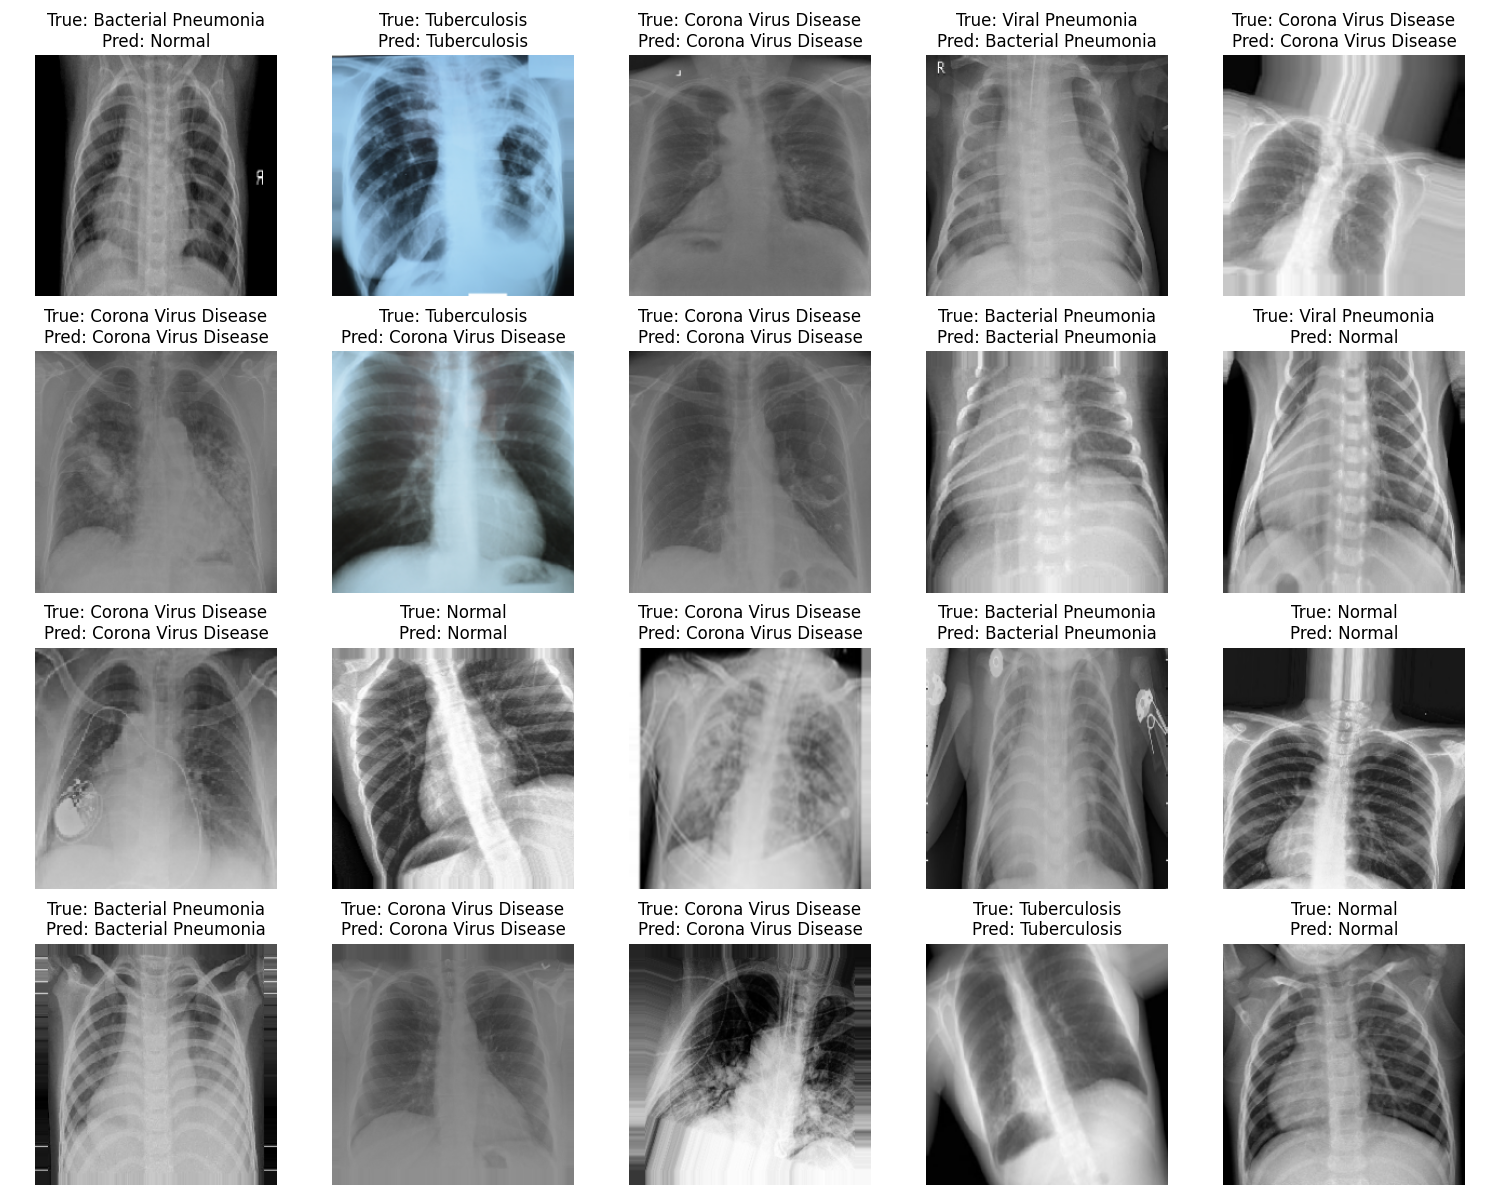 True: Bacterial Pneumonia
Pred: Normal
True: Tuberculosis
Pred: Tuberculosis
True: Corona Virus Disease
Pred: Corona Virus Disease
True: Viral Pneumonia
Pred: Bacterial Pneumonia
True: Corona Virus Disease
Pred: Corona Virus Disease
R
R
True: Corona Virus Disease
Pred: Corona Virus Disease
True: Tuberculosis
Pred: Corona Virus Disease
True: Corona Virus Disease
Pred: Corona Virus Disease
True: Bacterial Pneumonia
Pred: Bacterial Pneumonia
True: Viral Pneumonia
Pred: Normal
True: Corona Virus Disease
Pred: Corona Virus Disease
True: Normal
Pred: Normal
True: Corona Virus Disease
Pred: Corona Virus Disease
True: Bacterial Pneumonia
Pred: Bacterial Pneumonia
True: Normal
Pred: Normal
True: Bacterial Pneumonia
Pred: Bacterial Pneumonia
True: Corona Virus Disease
Pred: Corona Virus Disease
True: Corona Virus Disease
Pred: Corona Virus Disease
True: Tuberculosis
Pred: Tuberculosis
True: Normal
Pred: Normal